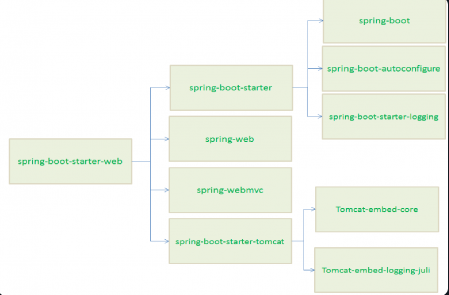 spring-boot
spring-boot-starter
spring-boot-autoconfigure
spring-boot-starter-logging
spring-web
spring-boot-starter-web
spring-webmvc
Tomcat-embed-core
spring-boot-starter-tomcat
Tomcat-embed-logging-juli